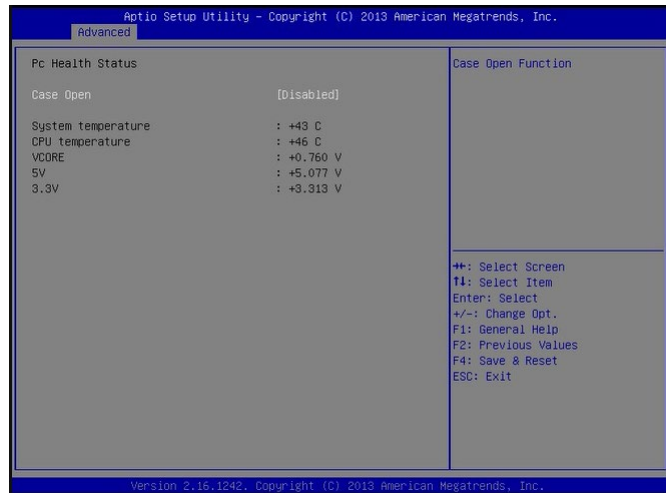 Aptio Setup Utility – Copyright (C) 2013 American Megatrends, Inc.
Advanced
Pc Health Status
Case Open [Disabled]
System temperature : +43 C
CPU temperature : +46 C
VCORE : +0.760 V
5V : +5.077 V
3.3V : +3.313 V
Case Open Function
→←: Select Screen
↑↓: Select Item
Enter: Select
+/-: Change Opt.
F1: General Help
F2: Previous Values
F4: Save & Reset
ESC: Exit
Version 2.16.1242. Copyright (C) 2013 American Megatrends, Inc.